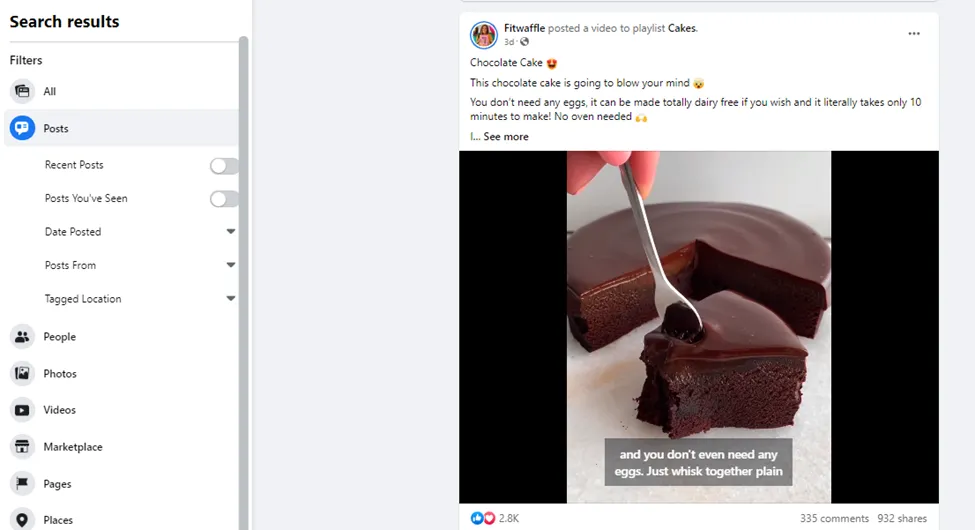 Search results
Filters
All
Posts
Recent Posts
Posts You've Seen
Date Posted
Posts From
Tagged Location
People
Photos
Videos
Marketplace
Pages
Places
Fitwaffle posted a video to playlist Cakes.
3d ·
Chocolate Cake 😍
This chocolate cake is going to blow your mind 🤯
You don't need any eggs, it can be made totally dairy free if you wish and it literally takes only 10
minutes to make! No oven needed 🙌
I... See more
and you don't even need any
eggs. Just whisk together plain
2.8K
335 comments 932 shares